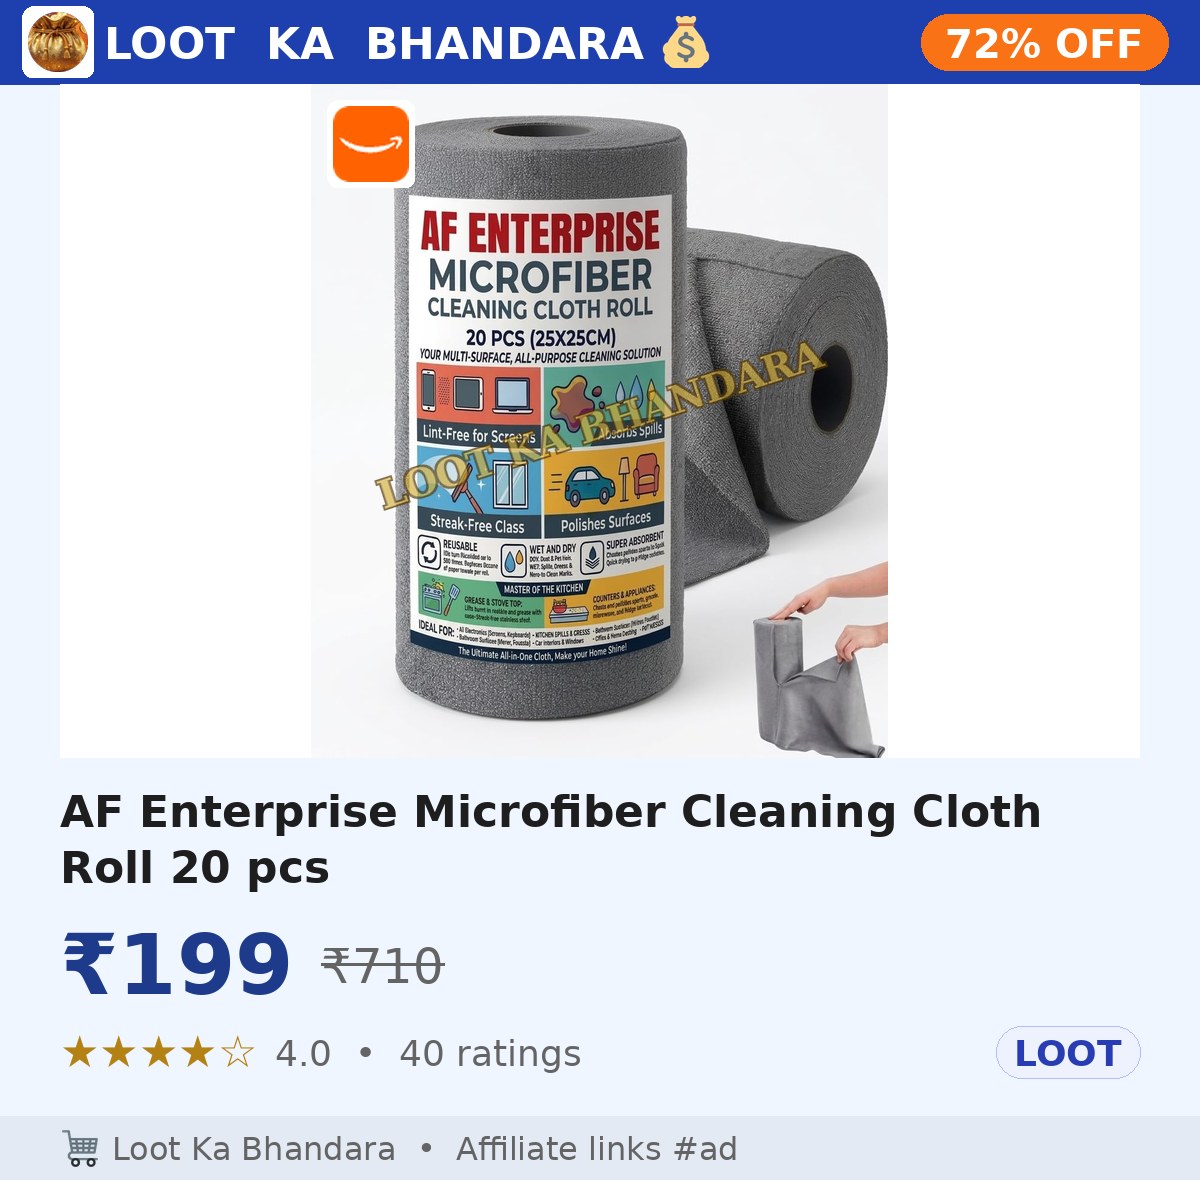 LOOT KA BHANDARA
72% OFF
AF ENTERPRISE
MICROFIBER
CLEANING CLOTH ROLL
20 PCS (25X25CM)
YOUR MULTI-SURFACE, ALL-PURPOSE CLEANING SOLUTION
Lint-Free for Screens
Absorbs Spills
LOOT KA BHANDARA
Streak-Free Class
Polishes Surfaces
REUSABLE
WET AND DRY
SUPER ABSORBENT
MASTER OF THE KITCHEN
GREASE & STOVE TOP:
COUNTERS & APPLIANCES:
IDEAL FOR:
The Ultimate All-in-One Cloth, Make your Home Shine!
AF Enterprise Microfiber Cleaning Cloth
Roll 20 pcs
₹199 ₹710
★★★★☆ 4.0 • 40 ratings
LOOT
Loot Ka Bhandara • Affiliate links #ad